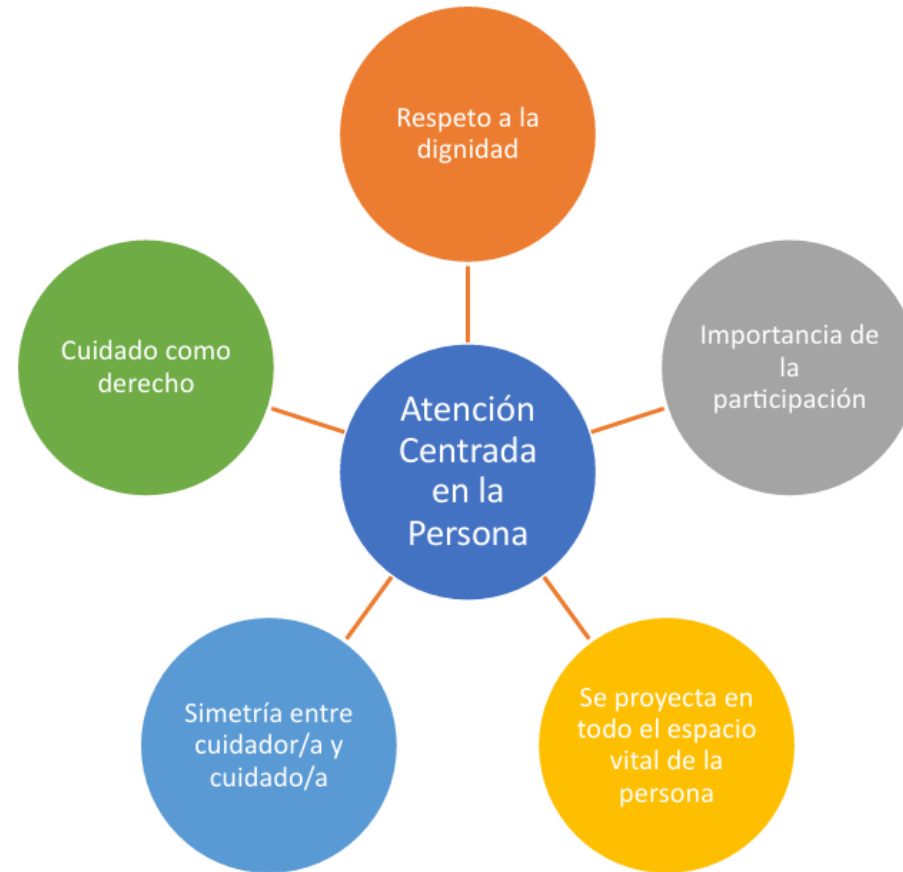 Respeto a la
dignidad
Cuidado como
derecho
Importancia de
la
participación
Atención
Centrada
en la
Persona
Simetría entre
cuidador/a y
cuidado/a
Se proyecta en
todo el espacio
vital de la
persona